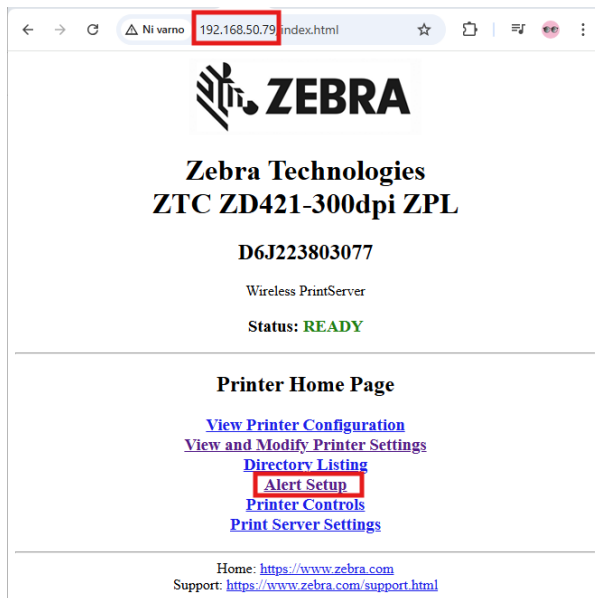 Ni varno 192.168.50.79/index.html
ZEBRA
Zebra Technologies
ZTC ZD421-300dpi ZPL
D6J223803077
Wireless PrintServer
Status: READY
Printer Home Page
View Printer Configuration
View and Modify Printer Settings
Directory Listing
Alert Setup
Printer Controls
Print Server Settings
Home: https://www.zebra.com
Support: https://www.zebra.com/support.html